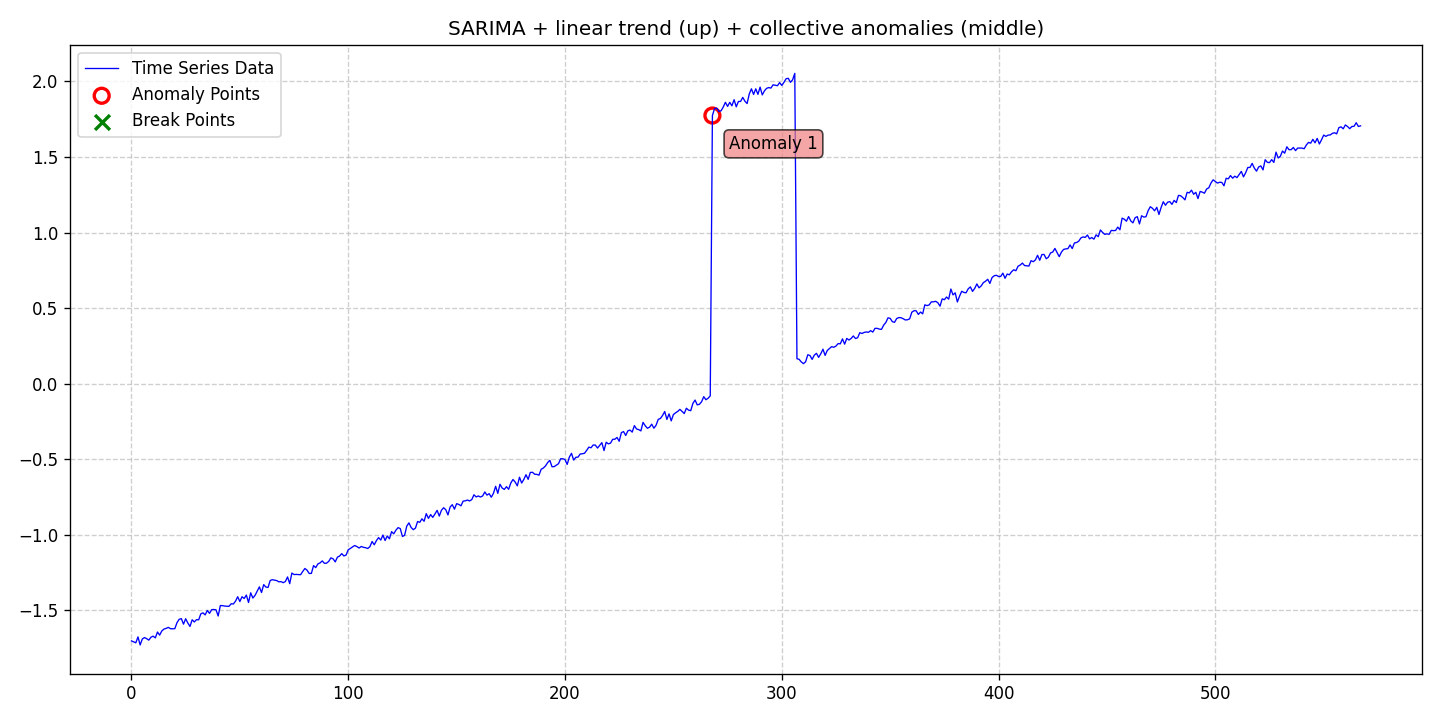 SARIMA + linear trend (up) + collective anomalies (middle)
Time Series Data
Anomaly Points
Break Points
Anomaly 1
2.0
1.5
1.0
0.5
0.0
−0.5
−1.0
−1.5
0 100 200 300 400 500